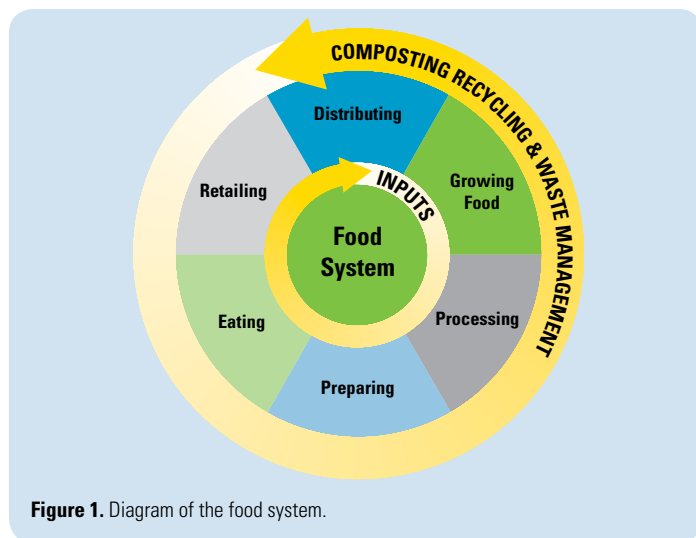 COMPOSTING RECYCLING & WASTE MANAGEMENT
Distributing
INPUTS
Growing
Food
Retailing
Food
System
Processing
Eating
Preparing
Figure 1. Diagram of the food system.